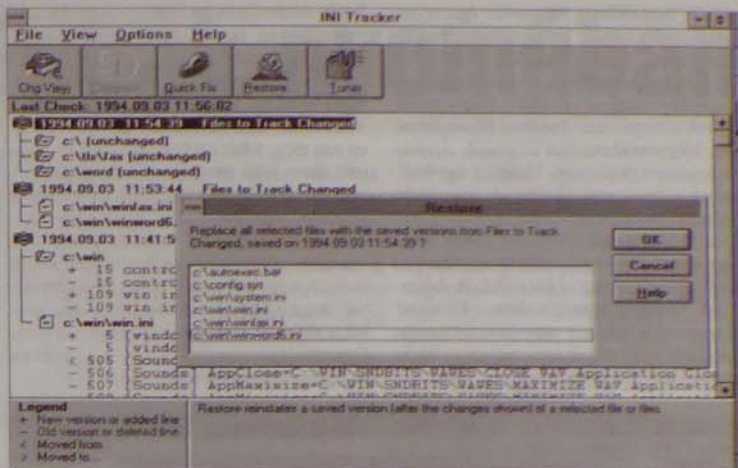 INI Tracker
File View Options Help
Chg View Compare Quick Fix Restore Tuner
Last Check: 1994.09.03 11:56:02
1994.09.03 11:54:39 Files to Track Changed
c:\ (unchanged)
c:\tls\fax (unchanged)
c:\word (unchanged)
1994.09.03 11:53:44 Files to Track Changed
c:\win\winfax.ini
c:\win\winword6.
1994.09.03 11:41:5
c:\win
+ 15 contro
- 15 contro
+ 109 win.in
- 109 win.in
c:\win\win.ini
+ 5 [windo
- 5 [windo
< 505 [Sound
- 506 [Sounds] AppClose=C:\WIN\SNDBITS\WAVES\CLOSE.WAV Application Clos
- 507 [Sounds] AppMaximize=C:\WIN\SNDBITS\WAVES\MAXIMIZE.WAV Applicati
Restore
Replace all selected files with the saved versions (from Files to Track
Changed, saved on 1994.09.03 11:54:39 ?
c:\autoexec.bat
c:\config.sys
c:\win\system.ini
c:\win\win.ini
c:\win\winfax.ini
c:\win\winword6.ini
OK
Cancel
Help
Legend
+ New version or added line
- Old version or deleted line
< Moved from...
> Moved to...
Restore reinstates a saved version (after the changes shown) of a selected file or files